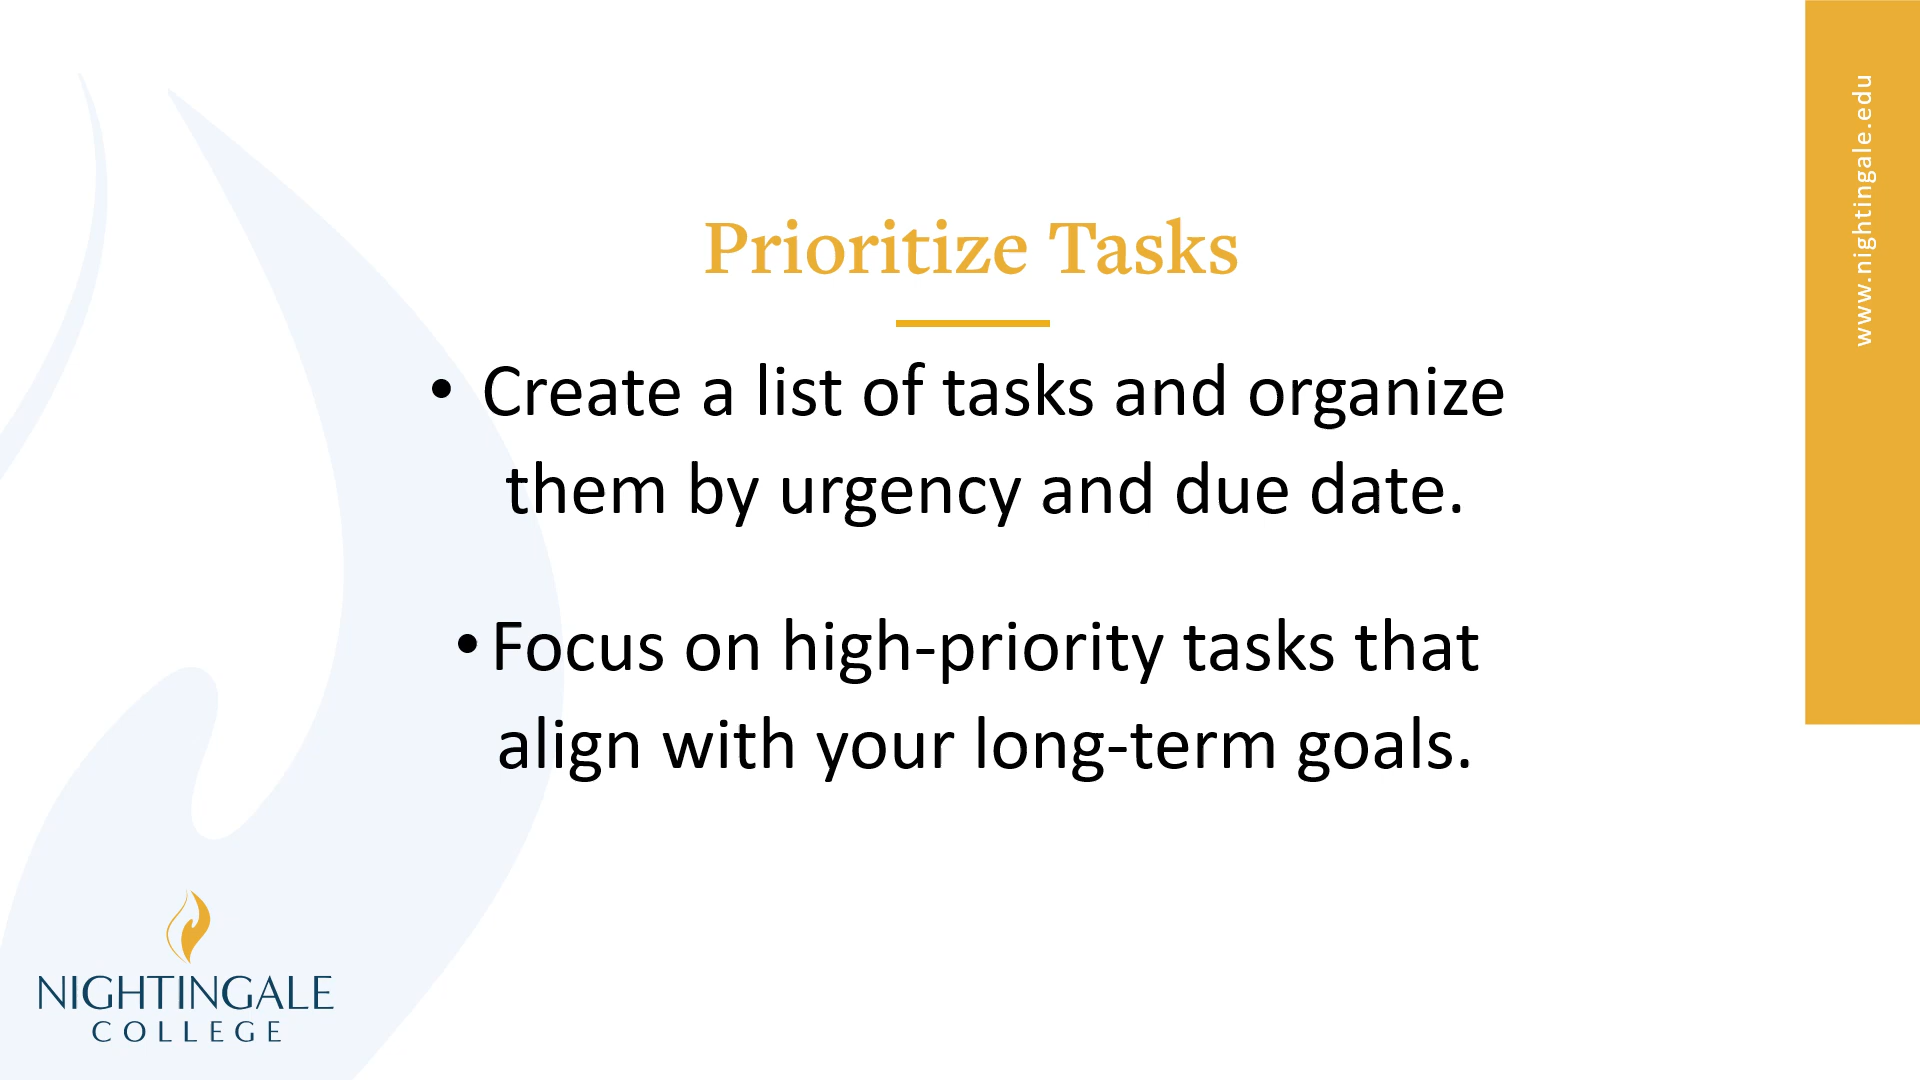 Prioritize Tasks
• Create a list of tasks and organize
them by urgency and due date.
• Focus on high-priority tasks that
align with your long-term goals.
www.nightingale.edu
NIGHTINGALE
COLLEGE